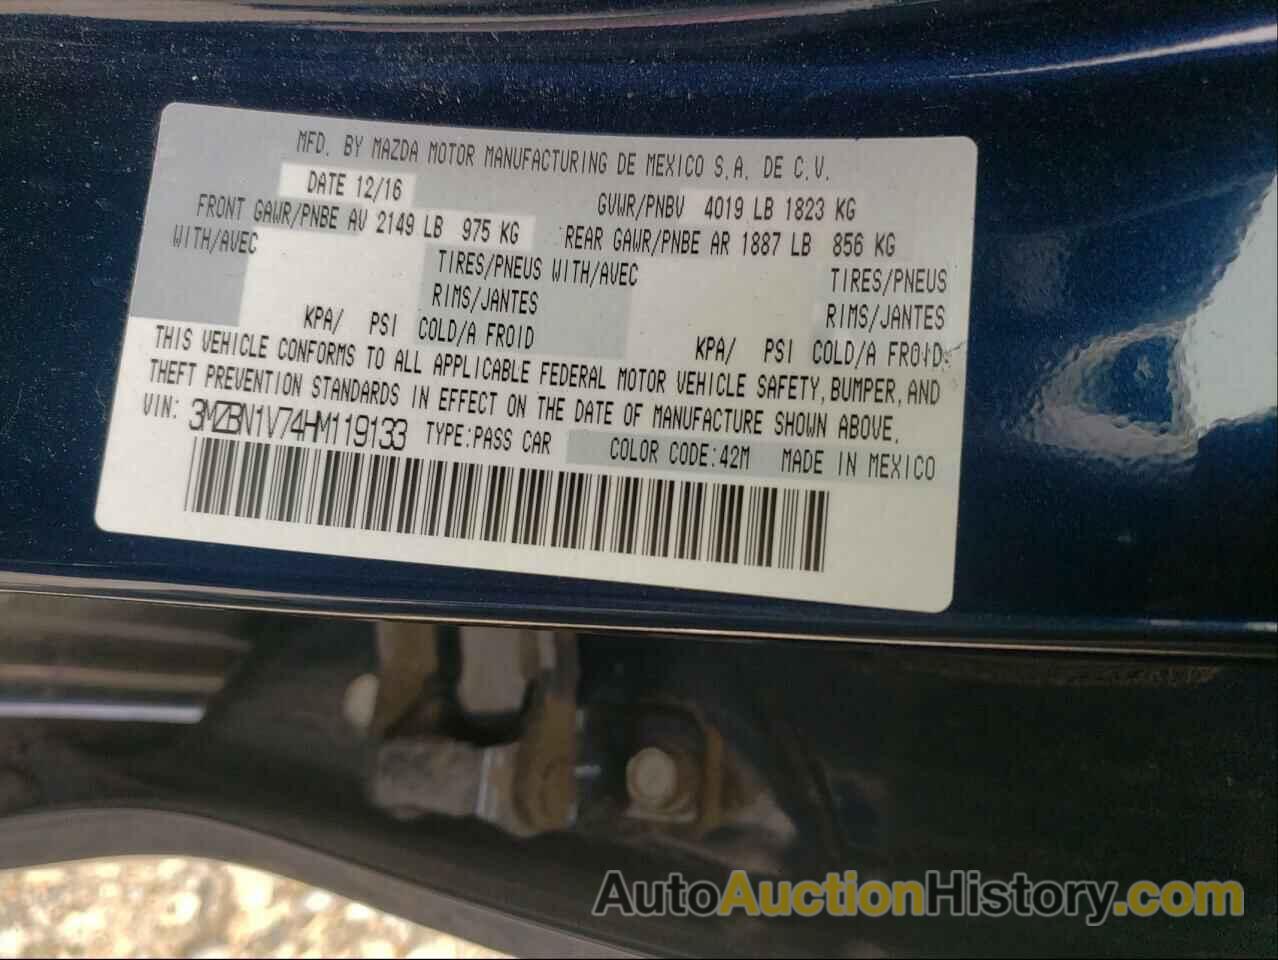 MFD. BY MAZDA MOTOR MANUFACTURING DE MEXICO S.A. DE C.V.
DATE 12/16 GVWR/PNBV 4019 LB 1823 KG
FRONT GAWR/PNBE AV 2149 LB 975 KG REAR GAWR/PNBE AR 1887 LB 856 KG
WITH/AVEC TIRES/PNEUS WITH/AVEC TIRES/PNEUS
RIMS/JANTES RIMS/JANTES
KPA/ PSI COLD/A FROID KPA/ PSI COLD/A FROID
THIS VEHICLE CONFORMS TO ALL APPLICABLE FEDERAL MOTOR VEHICLE SAFETY, BUMPER, AND
THEFT PREVENTION STANDARDS IN EFFECT ON THE DATE OF MANUFACTURE SHOWN ABOVE.
VIN: 3MZBN1V74HM119133 TYPE:PASS CAR COLOR CODE:42M MADE IN MEXICO
AutoAuctionHistory.com